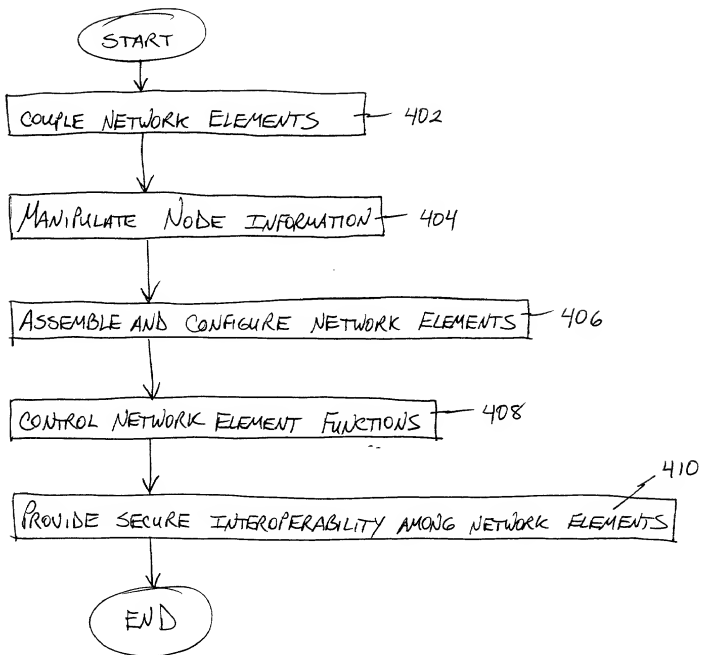 START
COUPLE NETWORK ELEMENTS 402
MANIPULATE NODE INFORMATION 404
ASSEMBLE AND CONFIGURE NETWORK ELEMENTS 406
CONTROL NETWORK ELEMENT FUNCTIONS 408
410
PROVIDE SECURE INTEROPERABILITY AMONG NETWORK ELEMENTS
END